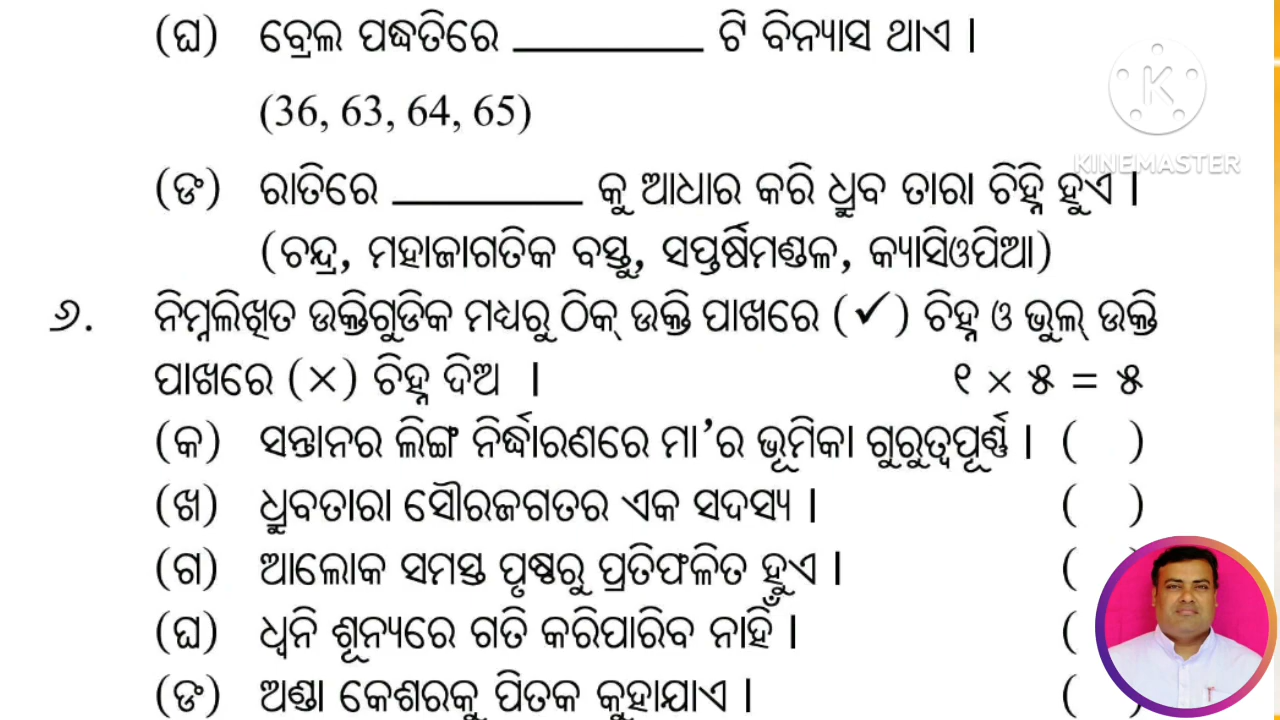 (ଘ) ବ୍ରେଲ ପଦ୍ଧତିରେ ________ ଟି ବିନ୍ୟାସ ଥାଏ ।
(36, 63, 64, 65)
(ଙ) ରାତିରେ ________ କୁ ଆଧାର କରି ଧ୍ରୁବ ତାରା ଚିହ୍ନି ହୁଏ ।
(ଚନ୍ଦ୍ର, ମହାଜାଗତିକ ବସ୍ତୁ, ସପ୍ତର୍ଷିମଣ୍ଡଳ, କ୍ୟାସିଓପିଆ)
୬. ନିମ୍ନଲିଖିତ ଉକ୍ତିଗୁଡିକ ମଧ୍ୟରୁ ଠିକ୍ ଉକ୍ତି ପାଖରେ (✓) ଚିହ୍ନ ଓ ଭୁଲ୍ ଉକ୍ତି
ପାଖରେ (×) ଚିହ୍ନ ଦିଅ । ୧ × ୫ = ୫
(କ) ସନ୍ତାନର ଲିଙ୍ଗ ନିର୍ଦ୍ଧାରଣରେ ମା’ର ଭୂମିକା ଗୁରୁତ୍ୱପୂର୍ଣ୍ଣ । ( )
(ଖ) ଧ୍ରୁବତାରା ସୌରଜଗତର ଏକ ସଦସ୍ୟ । ( )
(ଗ) ଆଲୋକ ସମସ୍ତ ପୃଷ୍ଠରୁ ପ୍ରତିଫଳିତ ହୁଏ । ( )
(ଘ) ଧ୍ୱନି ଶୂନ୍ୟରେ ଗତି କରିପାରିବ ନାହିଁ । (
(ଙ) ଅଣ୍ଡା କେଶରକୁ ପିତକ କୁହାଯାଏ । ( )
K
KINEMASTER